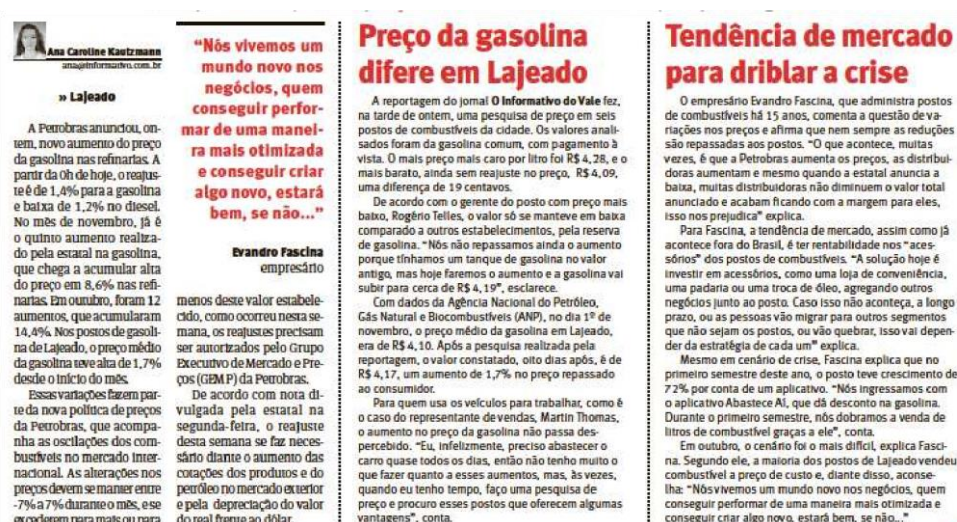 Ana Caroline Kautzmann
ana@informativo.com.br
» Lajeado
A Petrobras anunciou, on-
tem, novo aumento do preço
da gasolina nas refinarias. A
partir da 0h de hoje, o reajus-
te é de 1,4% para a gasolina
e baixa de 1,2% no diesel.
No mês de novembro, já é
o quinto aumento realiza-
do pela estatal na gasolina,
que chega a acumular alta
do preço em 8,6% nas refi-
narias. Em outubro, foram 12
aumentos, que acumularam
14,4%. Nos postos de gasoli-
na de Lajeado, o preço médio
da gasolina teve alta de 1,7%
desde o início do mês.
Essas variações fazem par-
te da nova política de preços
da Petrobras, que acompa-
nha as oscilações dos com-
bustíveis no mercado inter-
nacional. As alterações nos
preços devem se manter entre
-7% a 7% durante o mês, e se
excederem para mais ou para
"Nós vivemos um
mundo novo nos
negócios, quem
conseguir perfor-
mar de uma manei-
ra mais otimizada
e conseguir criar
algo novo, estará
bem, se não..."
Evandro Fascina
empresário
menos deste valor estabele-
cido, como ocorreu nesta se-
mana, os reajustes precisam
ser autorizados pelo Grupo
Executivo de Mercado e Pre-
ços (GEMP) da Petrobras.
De acordo com nota di-
vulgada pela estatal na
segunda-feira, o reajuste
desta semana se faz neces-
sário diante o aumento das
cotações dos produtos e do
petróleo no mercado exterior
e pela depreciação do valor
do real frente ao dólar.
Preço da gasolina
difere em Lajeado
A reportagem do jornal O Informativo do Vale fez,
na tarde de ontem, uma pesquisa de preço em seis
postos de combustíveis da cidade. Os valores anali-
sados foram da gasolina comum, com pagamento à
vista. O mais preço mais caro por litro foi R$ 4,28, e o
mais barato, ainda sem reajuste no preço, R$ 4,09,
uma diferença de 19 centavos.
De acordo com o gerente do posto com preço mais
baixo, Rogério Telles, o valor só se manteve em baixa
comparado a outros estabelecimentos, pela reserva
de gasolina. "Nós não repassamos ainda o aumento
porque tínhamos um tanque de gasolina no valor
antigo, mas hoje faremos o aumento e a gasolina vai
subir para cerca de R$ 4,19", esclarece.
Com dados da Agência Nacional do Petróleo,
Gás Natural e Biocombustíveis (ANP), no dia 1º de
novembro, o preço médio da gasolina em Lajeado,
era de R$ 4,10. Após a pesquisa realizada pela
reportagem, o valor constatado, oito dias após, é de
R$ 4,17, um aumento de 1,7% no preço repassado
ao consumidor.
Para quem usa os veículos para trabalhar, como é
o caso do representante de vendas, Martin Thomas,
o aumento no preço da gasolina não passa des-
percebido. "Eu, infelizmente, preciso abastecer o
carro quase todos os dias, então não tenho muito o
que fazer quanto a esses aumentos, mas, às vezes,
quando eu tenho tempo, faço uma pesquisa de
preço e procuro esses postos que oferecem algumas
vantagens", conta.
Tendência de mercado
para driblar a crise
O empresário Evandro Fascina, que administra postos
de combustíveis há 15 anos, comenta a questão de va-
riações nos preços e afirma que nem sempre as reduções
são repassadas aos postos. "O que acontece, muitas
vezes, é que a Petrobras aumenta os preços, as distribui-
doras aumentam e mesmo quando a estatal anuncia a
baixa, muitas distribuidoras não diminuem o valor total
anunciado e acabam ficando com a margem para eles,
isso nos prejudica" explica.
Para Fascina, a tendência de mercado, assim como já
acontece fora do Brasil, é ter rentabilidade nos "aces-
sórios" dos postos de combustíveis. "A solução hoje é
investir em acessórios, como uma loja de conveniência,
uma padaria ou uma troca de óleo, agregando outros
negócios junto ao posto. Caso isso não aconteça, a longo
prazo, ou as pessoas vão migrar para outros segmentos
que não sejam os postos, ou vão quebrar, isso vai depen-
der da estratégia de cada um" explica.
Mesmo em cenário de crise, Fascina explica que no
primeiro semestre deste ano, o posto teve crescimento de
72% por conta de um aplicativo. "Nós ingressamos com
o aplicativo Abastece Aí, que dá desconto na gasolina.
Durante o primeiro semestre, nós dobramos a venda de
litros de combustível graças a ele", conta.
Em outubro, o cenário foi o mais difícil, explica Fasci-
na. Segundo ele, a maioria dos postos de Lajeado vendeu
combustível a preço de custo e, diante disso, aconse-
lha: "Nós vivemos um mundo novo nos negócios, quem
conseguir performar de uma maneira mais otimizada e
conseguir criar algo novo, estará bem, se não..."